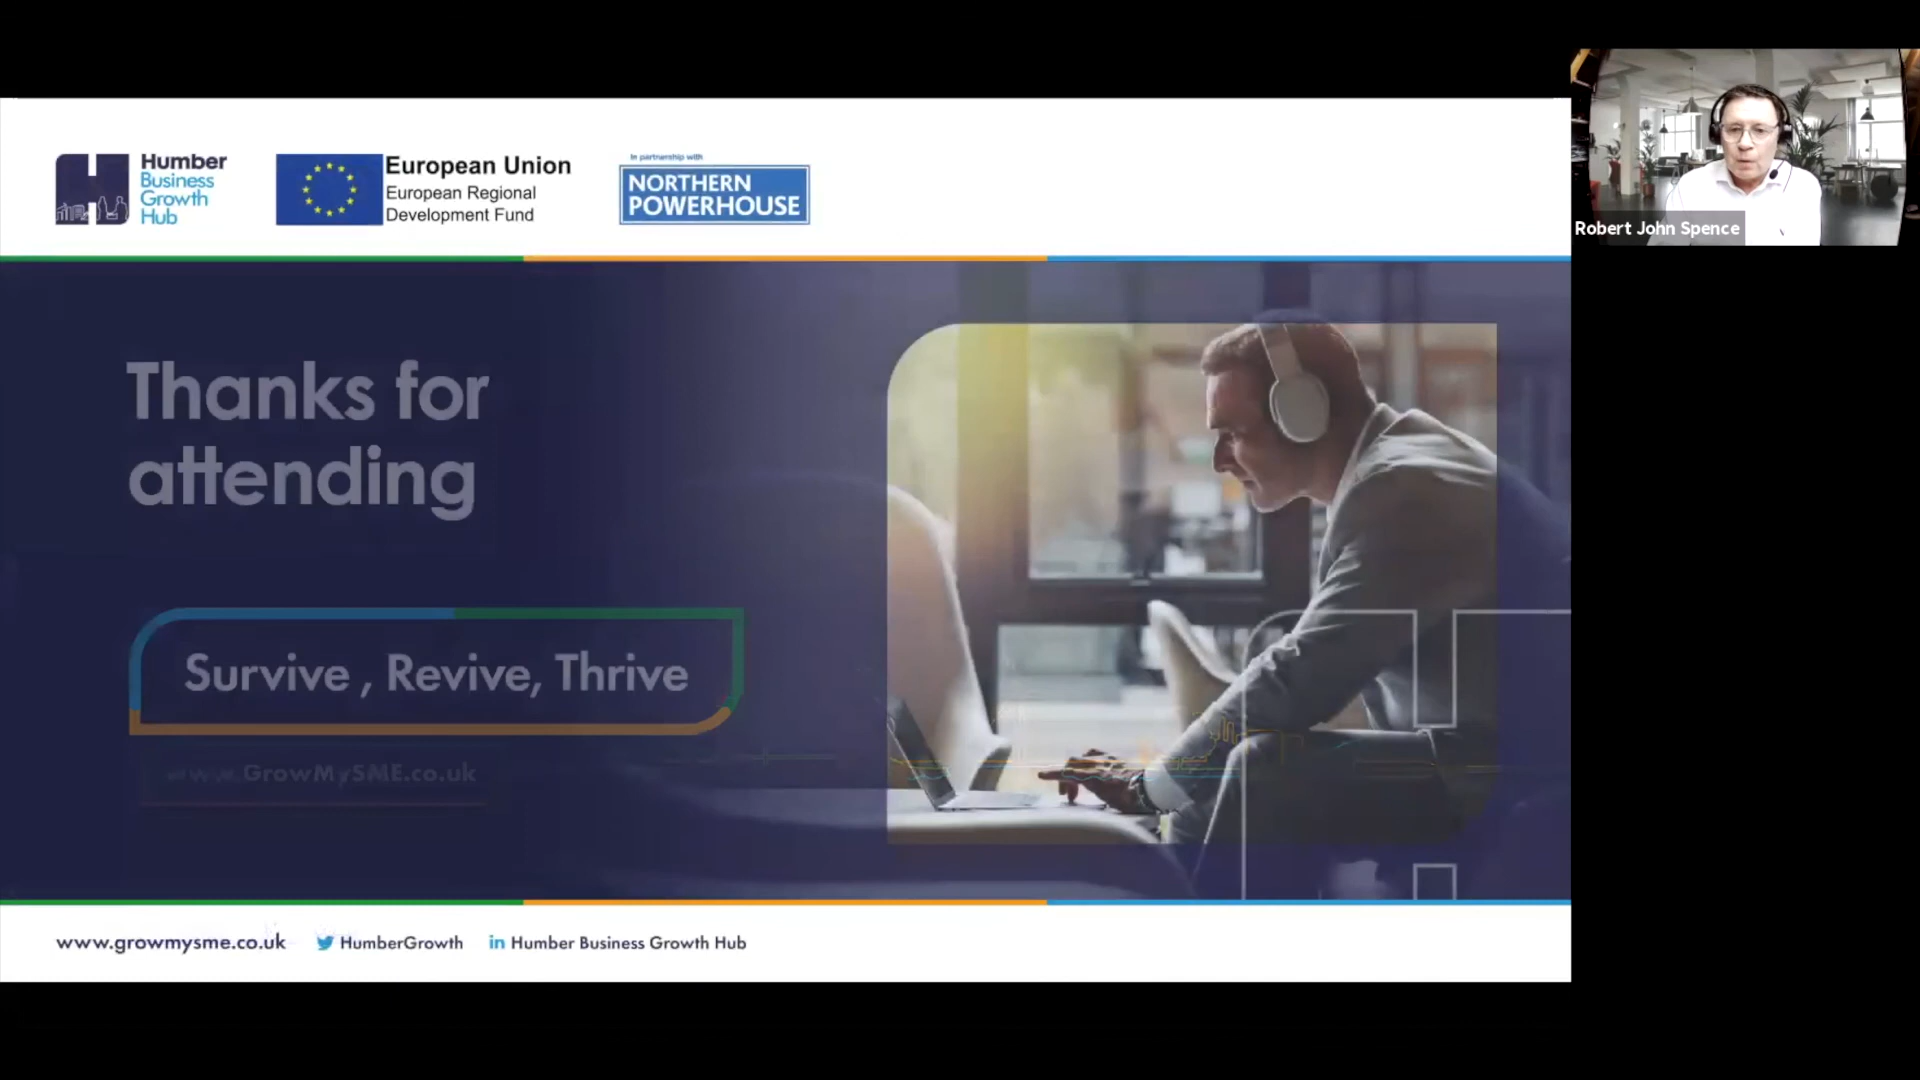 Humber
Business
Growth
Hub
European Union
European Regional
Development Fund
In partnership with
NORTHERN
POWERHOUSE
Robert John Spence
Thanks for
attending
Survive , Revive, Thrive
www.GrowMySME.co.uk
www.growmysme.co.uk HumberGrowth in Humber Business Growth Hub